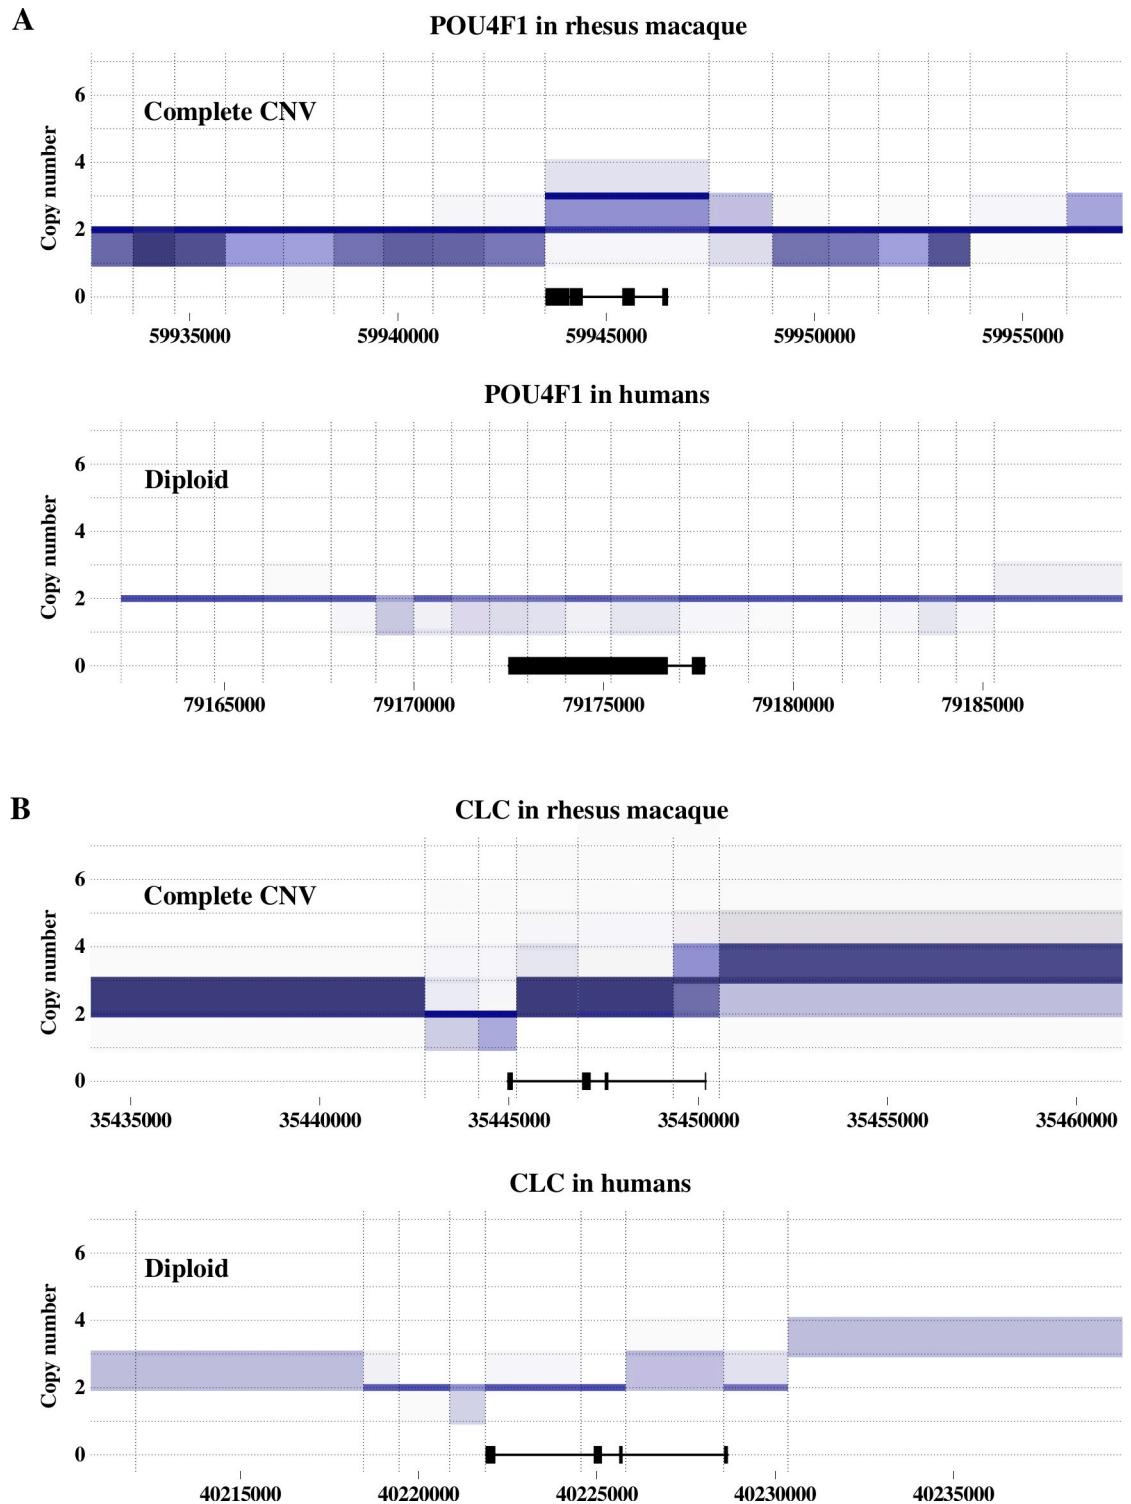 A
POU4F1 in rhesus macaque
Complete CNV
Copy number
6
4
2
0
59935000 59940000 59945000 59950000 59955000
POU4F1 in humans
Diploid
Copy number
6
4
2
0
79165000 79170000 79175000 79180000 79185000
B
CLC in rhesus macaque
Complete CNV
Copy number
6
4
2
0
35435000 35440000 35445000 35450000 35455000 35460000
CLC in humans
Diploid
Copy number
6
4
2
0
40215000 40220000 40225000 40230000 40235000